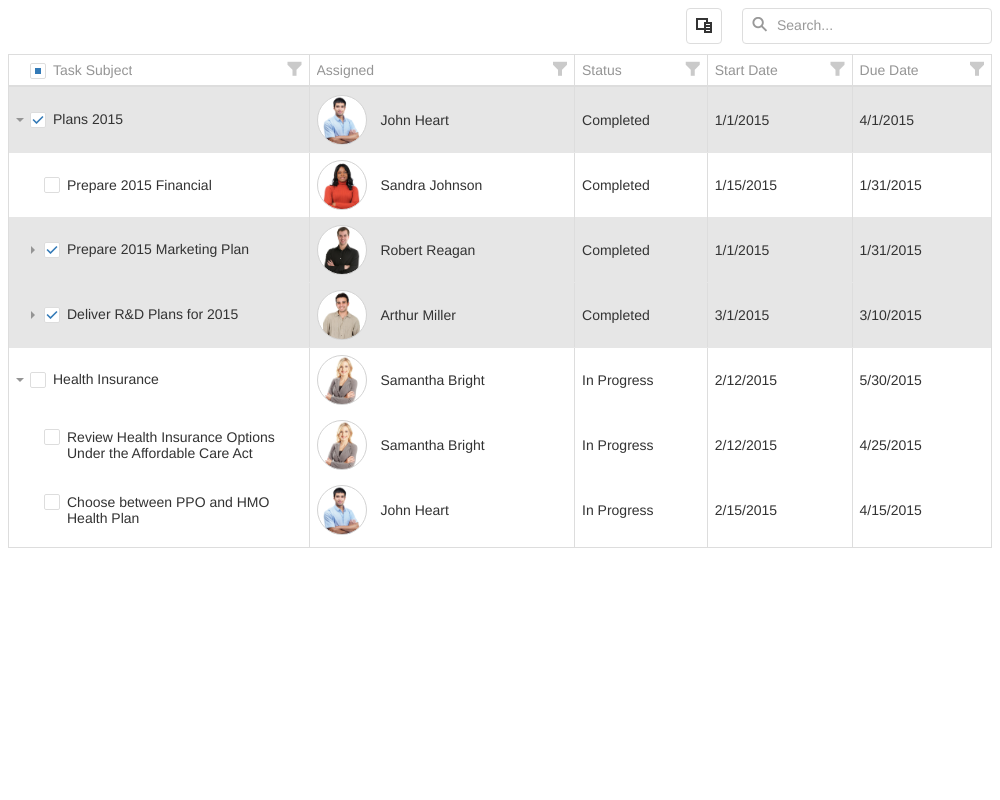 Search...
Task Subject Assigned Status Start Date Due Date
Plans 2015 John Heart Completed 1/1/2015 4/1/2015
Prepare 2015 Financial Sandra Johnson Completed 1/15/2015 1/31/2015
Prepare 2015 Marketing Plan Robert Reagan Completed 1/1/2015 1/31/2015
Deliver R&D Plans for 2015 Arthur Miller Completed 3/1/2015 3/10/2015
Health Insurance Samantha Bright In Progress 2/12/2015 5/30/2015
Review Health Insurance Options
Under the Affordable Care Act Samantha Bright In Progress 2/12/2015 4/25/2015
Choose between PPO and HMO
Health Plan John Heart In Progress 2/15/2015 4/15/2015